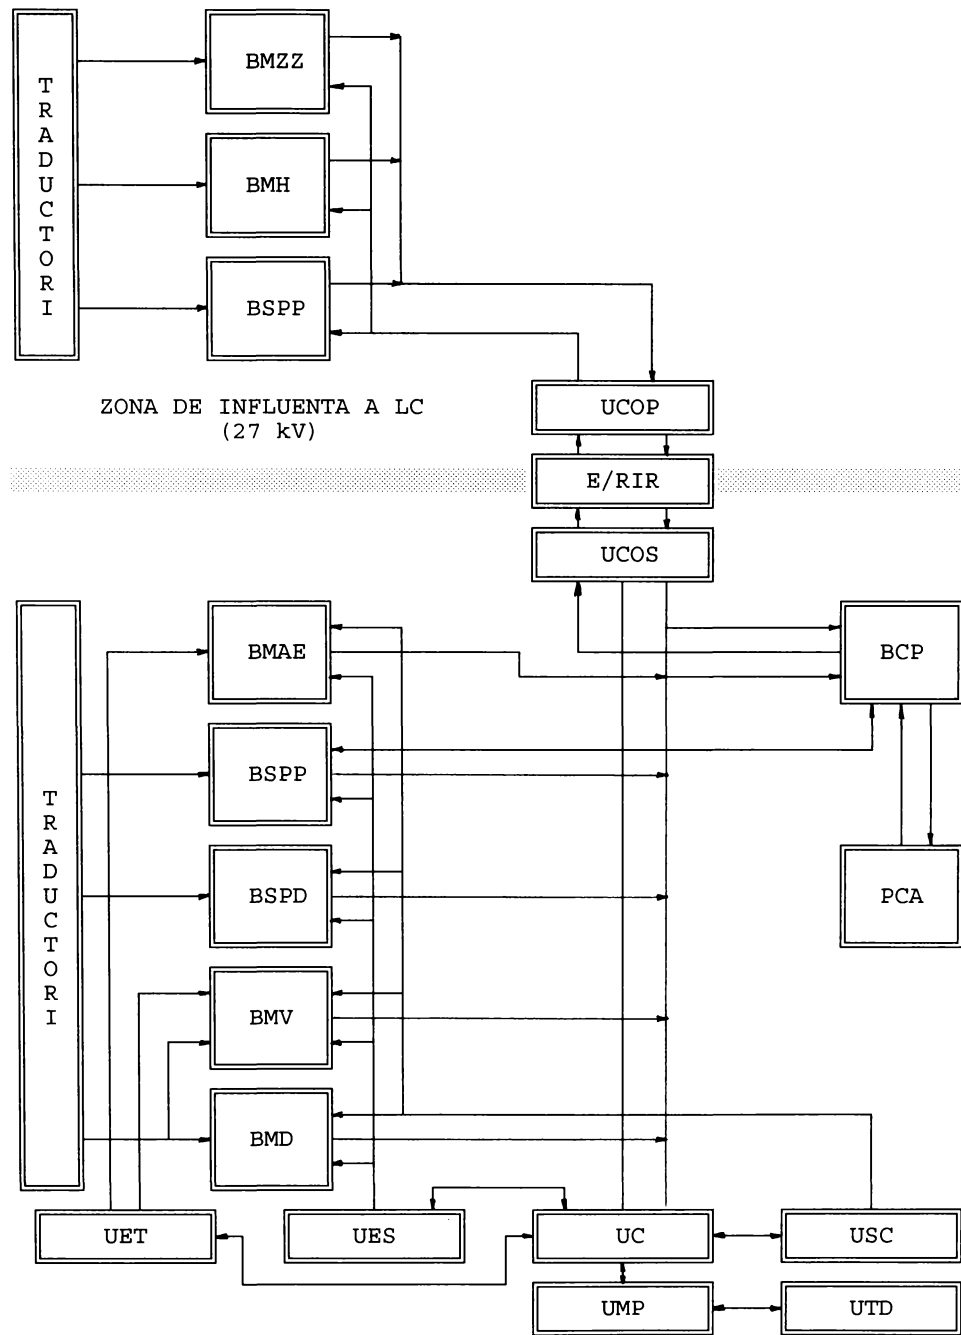 TRADUCTORI
BMZZ
BMH
BSPP
ZONA DE INFLUENTA A LC
(27 kV)
UCOP
E/RIR
UCOS
TRADUCTORI
BMAE
BCP
BSPP
BSPD
PCA
BMV
BMD
UET
UES
UC
USC
UMP
UTD